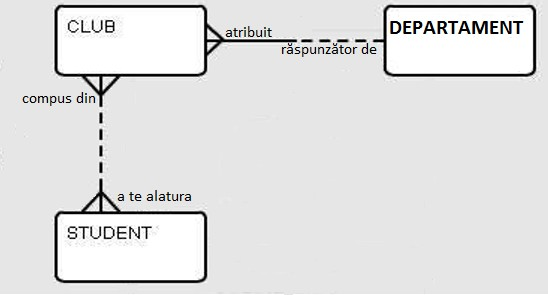 CLUB
DEPARTAMENT
atribuit
răspunzător de
compus din
a te alatura
STUDENT